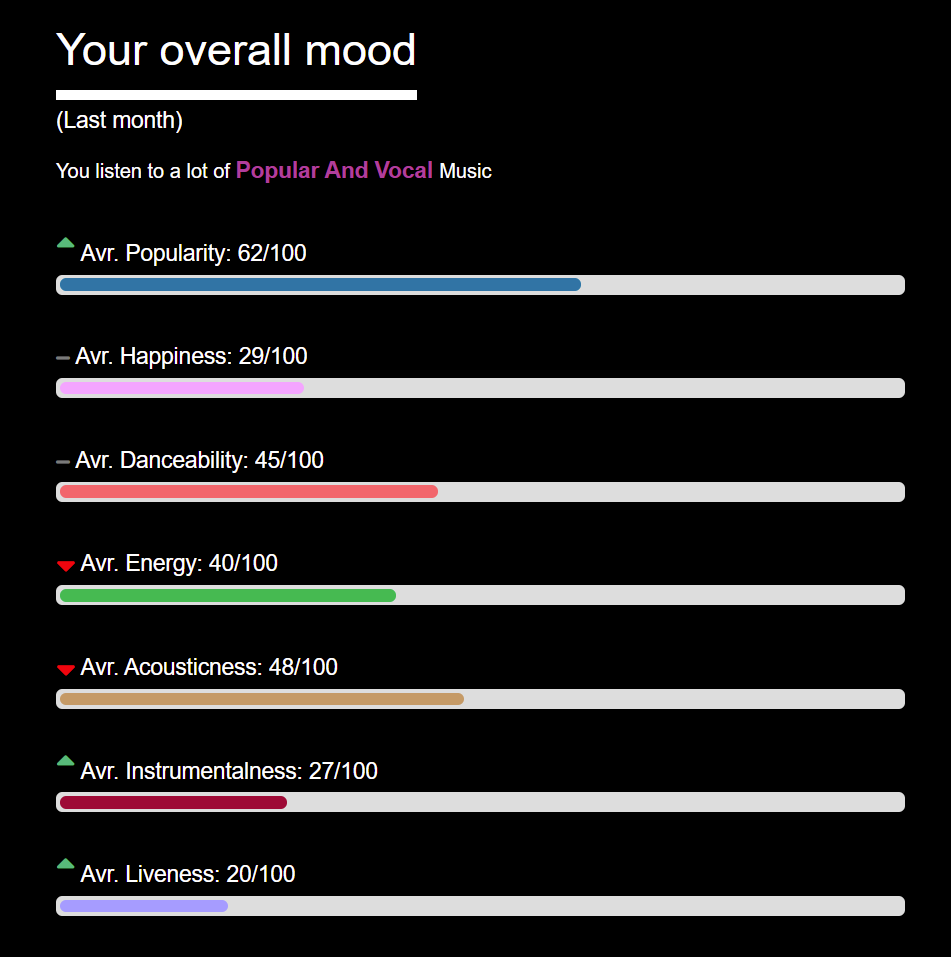 Your overall mood
(Last month)
You listen to a lot of Popular And Vocal Music
Avr. Popularity: 62/100
Avr. Happiness: 29/100
Avr. Danceability: 45/100
Avr. Energy: 40/100
Avr. Acousticness: 48/100
Avr. Instrumentalness: 27/100
Avr. Liveness: 20/100